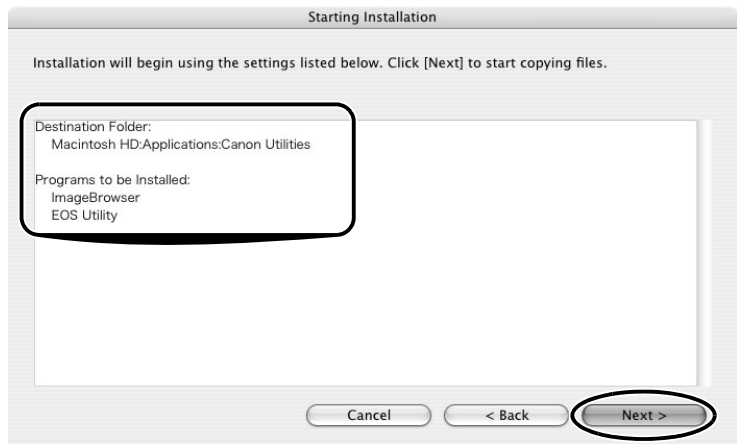 Starting Installation
Installation will begin using the settings listed below. Click [Next] to start copying files.
Destination Folder:
Macintosh HD:Applications:Canon Utilities
Programs to be Installed:
ImageBrowser
EOS Utility
Cancel
< Back
Next >